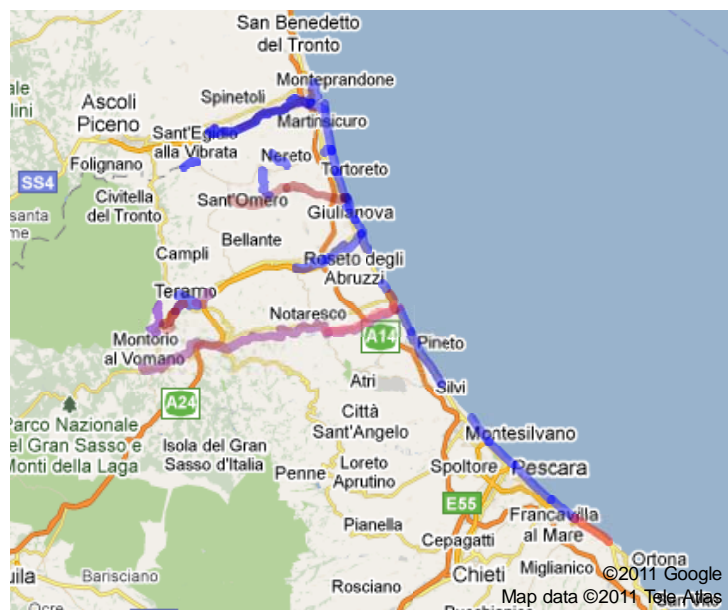 San Benedetto
del Tronto
Monteprandone
Spinetoli
Ascoli
Piceno
Martinsicuro
Sant'Egidio
alla Vibrata
Nereto
Folignano
Tortoreto
SS4
Civitella
del Tronto
Sant'Omero
Giulianova
Bellante
Campli
Roseto degli
Abruzzi
Teramo
Notaresco
Montorio
al Vomano
A14
Pineto
Atri
Silvi
A24
Parco Nazionale
del Gran Sasso e
Monti della Laga
Città
Sant'Angelo
Montesilvano
Isola del Gran
Sasso d'Italia
Penne
Loreto
Aprutino
Spoltore
Pescara
E55
Francavilla
al Mare
Pianella
Cepagatti
Ortona
Miglianico
Chieti
Barisciano
Rosciano
©2011 Google
Map data ©2011 Tele Atlas